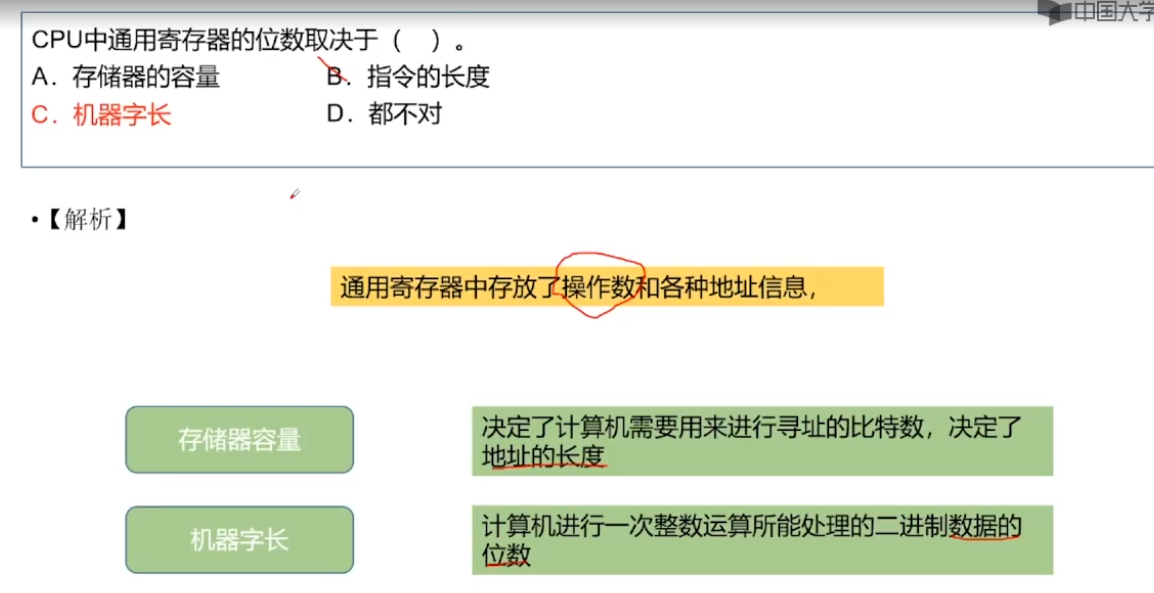 中国大学
CPU中通用寄存器的位数取决于（ ）。
A．存储器的容量 B．指令的长度
C．机器字长 D．都不对
•【解析】
通用寄存器中存放了操作数和各种地址信息，
存储器容量
决定了计算机需要用来进行寻址的比特数，决定了
地址的长度
机器字长
计算机进行一次整数运算所能处理的二进制数据的
位数